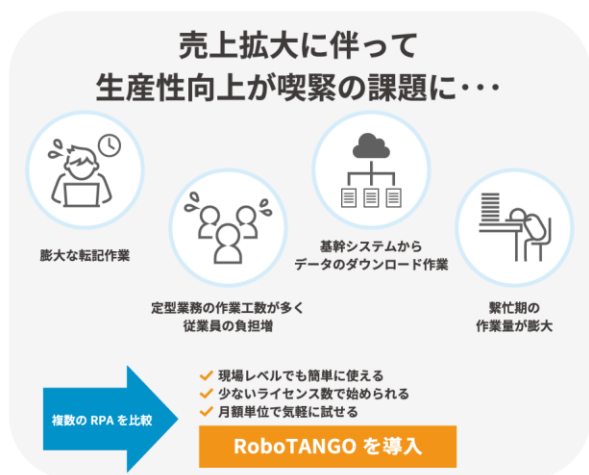 売上拡大に伴って
生産性向上が喫緊の課題に･･･
膨大な転記作業
定型業務の作業工数が多く
従業員の負担増
基幹システムから
データのダウンロード作業
繁忙期の
作業量が膨大
複数の RPA を比較
現場レベルでも簡単に使える
少ないライセンス数で始められる
月額単位で気軽に試せる
RoboTANGO を導入